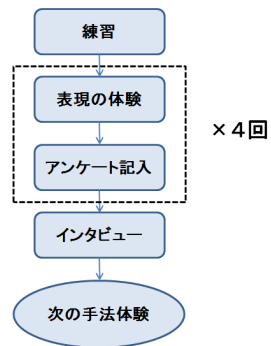 練習
表現の体験
×4回
アンケート記入
インタビュー
次の手法体験